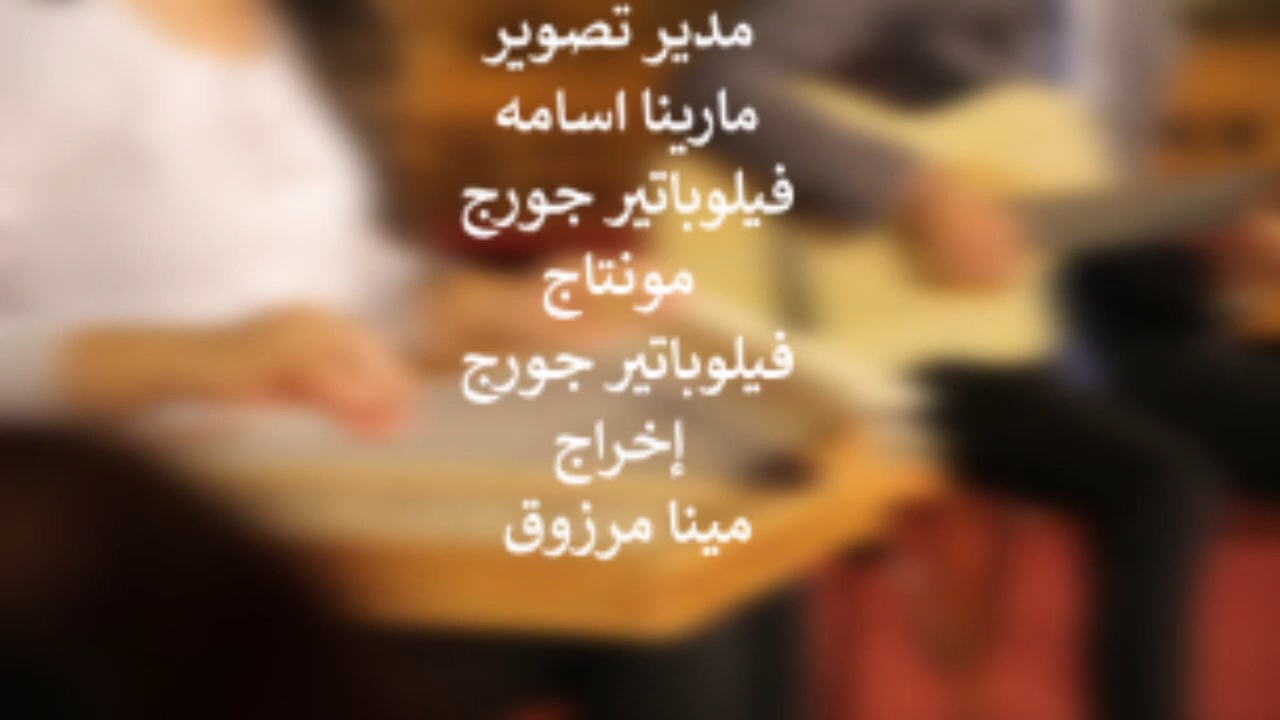 مدير تصوير
مارينا اسامه
فيلوباتير جورج
مونتاج
فيلوباتير جورج
إخراج
مينا مرزوق